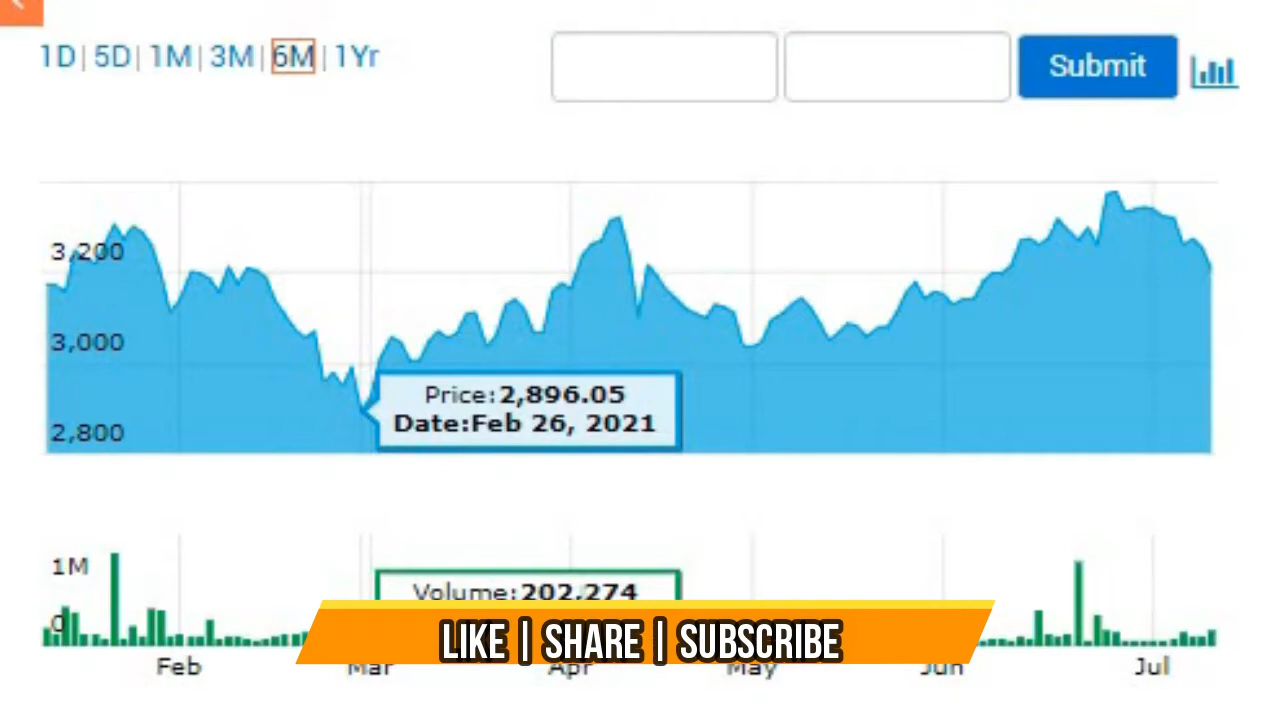 1D | 5D | 1M | 3M | 6M | 1Yr
Submit
3,200
3,000
2,800
Price: 2,896.05
Date: Feb 26, 2021
1M
0
Volume: 202,274
LIKE | SHARE | SUBSCRIBE
Feb Mar Apr May Jun Jul